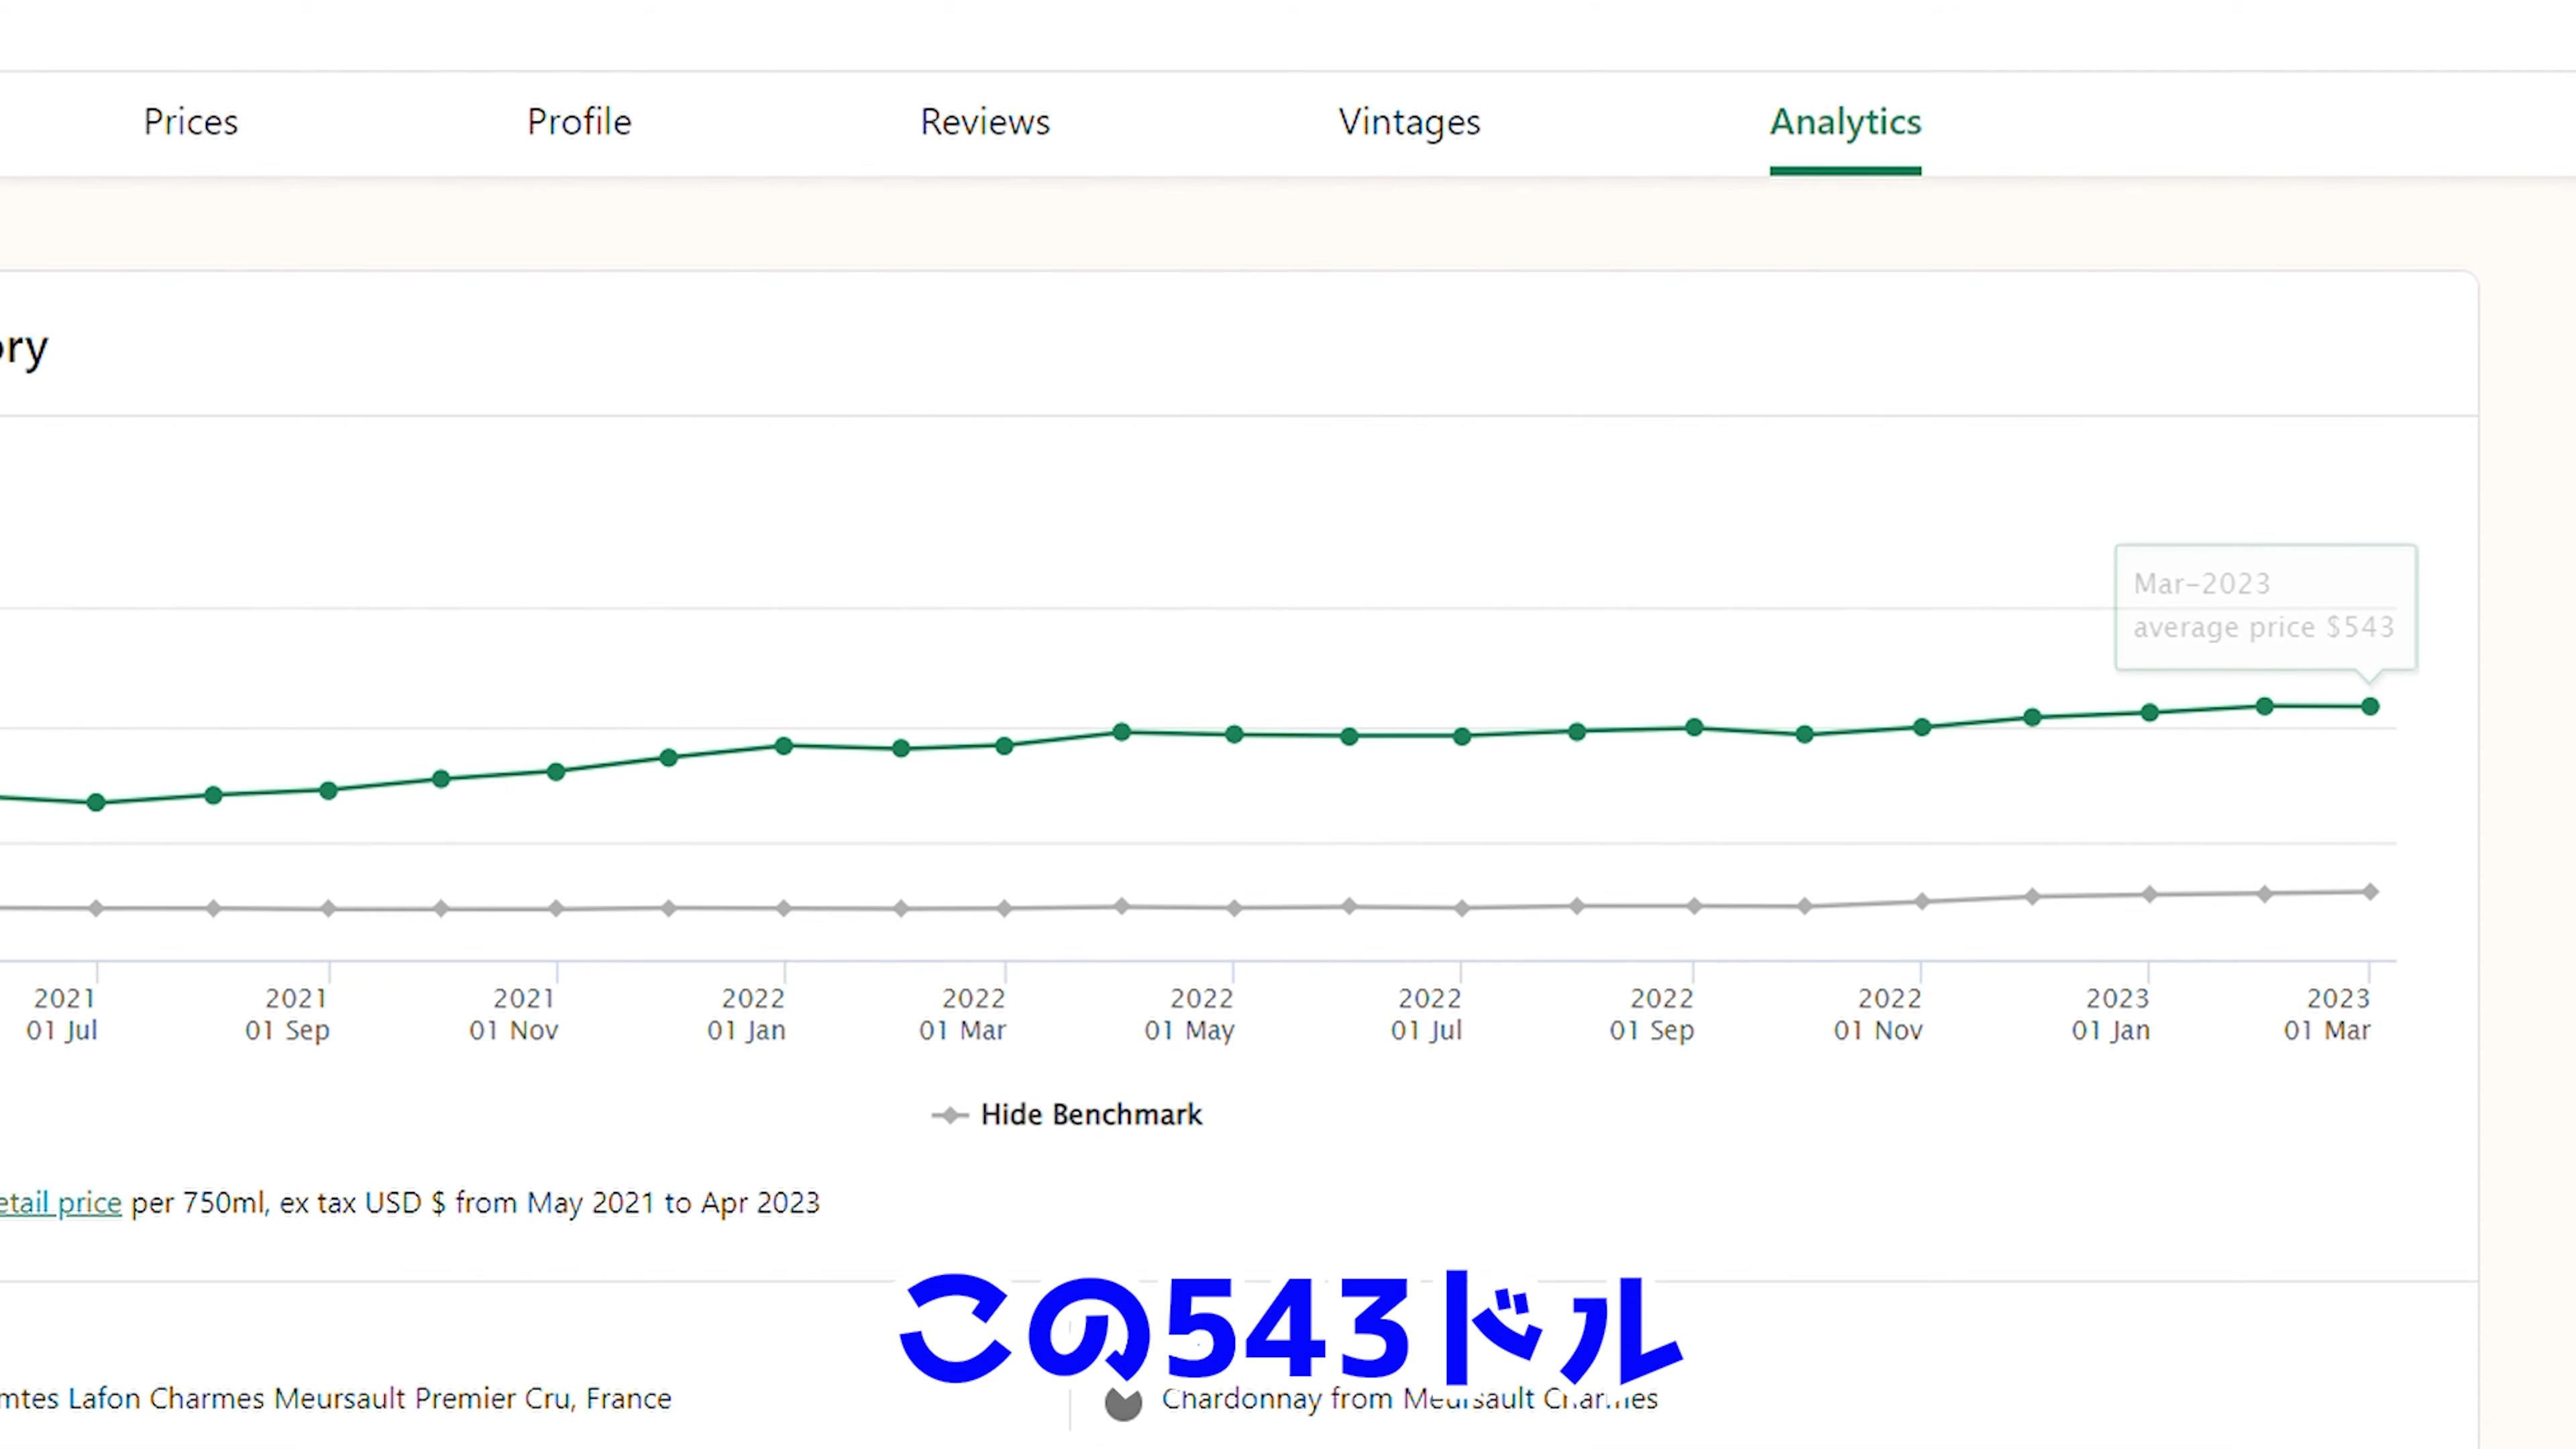 Prices Profile Reviews Vintages Analytics
ory
Mar-2023
average price $543
2021 2021 2021 2022 2022 2022 2022 2022 2022 2023 2023
01 Jul 01 Sep 01 Nov 01 Jan 01 Mar 01 May 01 Jul 01 Sep 01 Nov 01 Jan 01 Mar
Hide Benchmark
etail price per 750ml, ex tax USD $ from May 2021 to Apr 2023
この543ドル
mtes Lafon Charmes Meursault Premier Cru, France
Chardonnay from Meursault Charmes